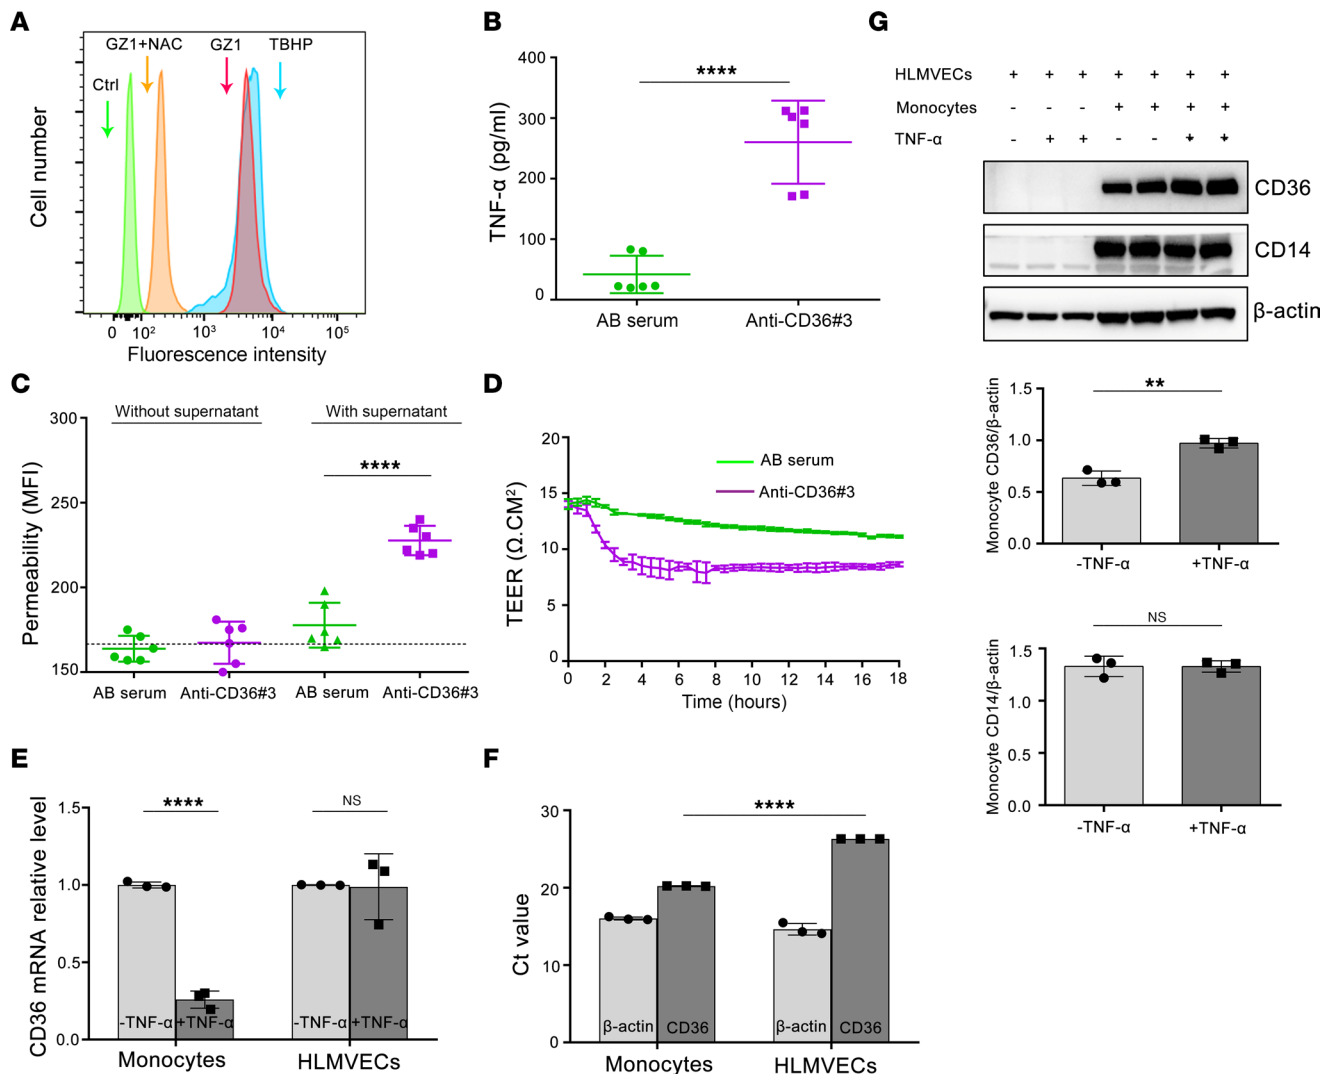 A
GZ1+NAC
GZ1
TBHP
Ctrl
Cell number
0
10²
10³
10⁴
10⁵
Fluorescence intensity
B
****
400
300
200
100
0
TNF-α (pg/ml)
AB serum
Anti-CD36#3
C
Without supernatant
With supernatant
****
300
250
200
150
Permeability (MFI)
AB serum
Anti-CD36#3
AB serum
Anti-CD36#3
D
20
15
10
5
0
TEER (Ω.CM²)
AB serum
Anti-CD36#3
0 2 4 6 8 10 12 14 16 18
Time (hours)
E
****
NS
1.5
1.0
0.5
0.0
CD36 mRNA relative level
-TNF-α
+TNF-α
-TNF-α
+TNF-α
Monocytes
HLMVECs
F
****
30
20
10
0
Ct value
β-actin
CD36
β-actin
CD36
Monocytes
HLMVECs
G
HLMVECs + + + + + + +
Monocytes - - - + + + +
TNF-α - + + - - + +
CD36
CD14
β-actin
**
1.5
1.0
0.5
0.0
Monocyte CD36/β-actin
-TNF-α
+TNF-α
NS
1.5
1.0
0.5
0.0
Monocyte CD14/β-actin
-TNF-α
+TNF-α